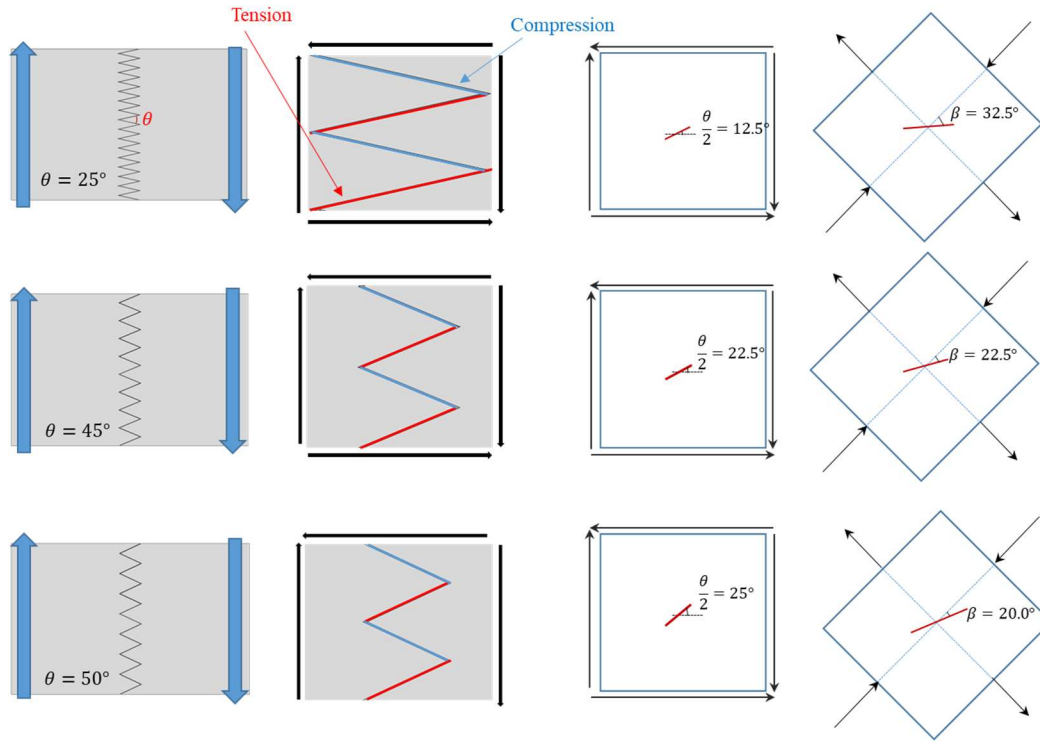 Tension
Compression
θ
θ = 25°
θ/2 = 12.5°
β = 32.5°
θ = 45°
θ/2 = 22.5°
β = 22.5°
θ = 50°
θ/2 = 25°
β = 20.0°